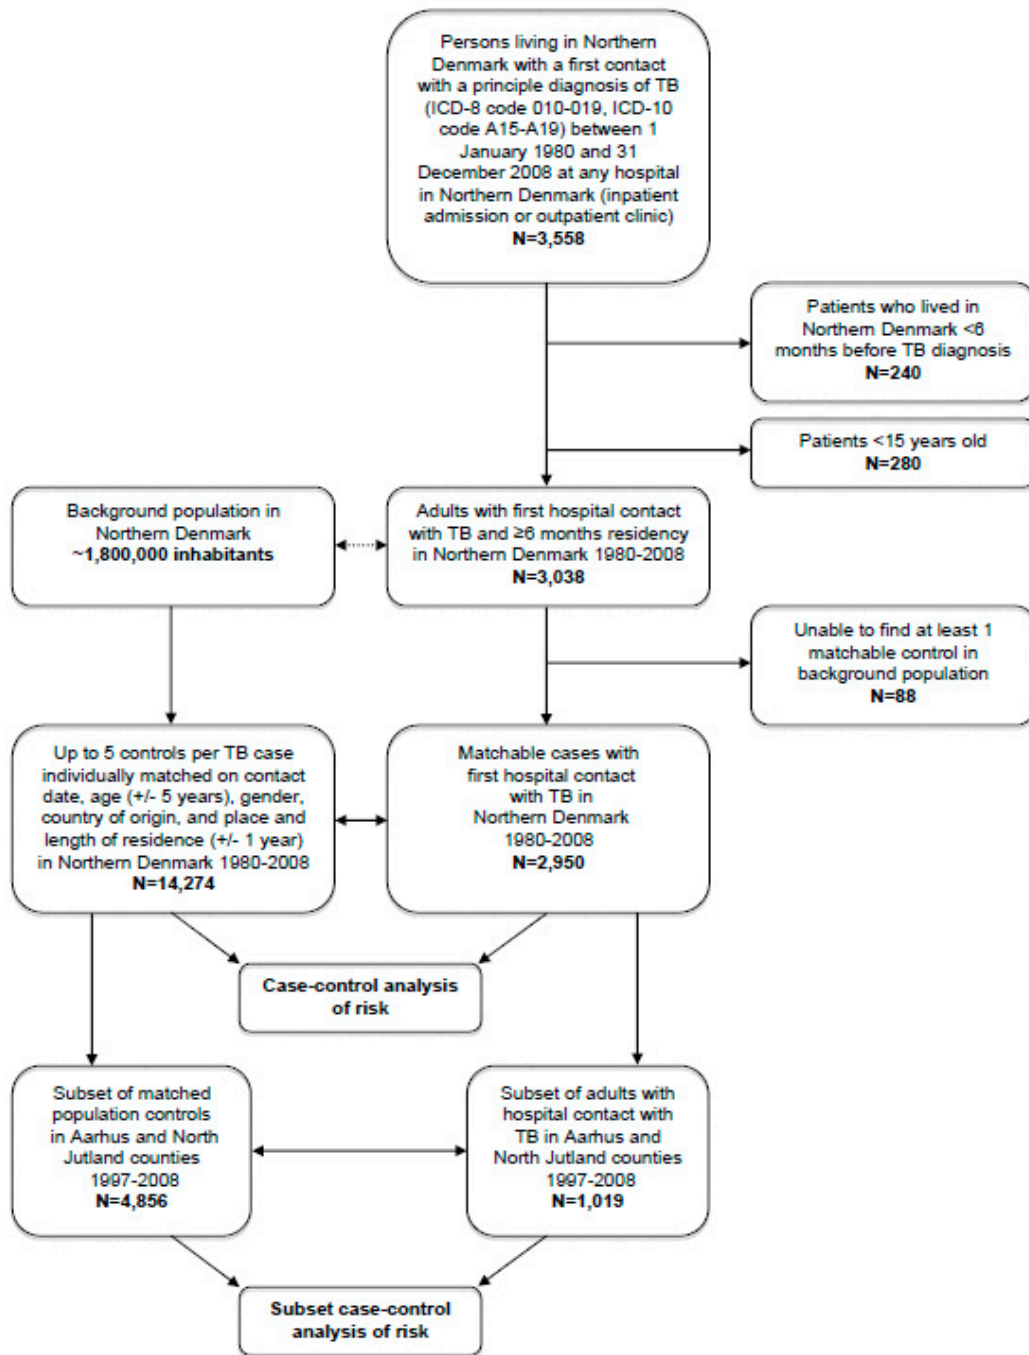 Persons living in Northern
Denmark with a first contact
with a principle diagnosis of TB
(ICD-8 code 010-019, ICD-10
code A15-A19) between 1
January 1980 and 31
December 2008 at any hospital
in Northern Denmark (inpatient
admission or outpatient clinic)
N=3,558
Patients who lived in
Northern Denmark <6
months before TB diagnosis
N=240
Patients <15 years old
N=280
Background population in
Northern Denmark
~1,800,000 inhabitants
Adults with first hospital contact
with TB and ≥6 months residency
in Northern Denmark 1980-2008
N=3,038
Unable to find at least 1
matchable control in
background population
N=88
Up to 5 controls per TB case
individually matched on contact
date, age (+/- 5 years), gender,
country of origin, and place and
length of residence (+/- 1 year)
in Northern Denmark 1980-2008
N=14,274
Matchable cases with
first hospital contact
with TB in
Northern Denmark
1980-2008
N=2,950
Case-control analysis
of risk
Subset of matched
population controls
in Aarhus and North
Jutland counties
1997-2008
N=4,856
Subset of adults with
hospital contact with
TB in Aarhus and
North Jutland counties
1997-2008
N=1,019
Subset case-control
analysis of risk